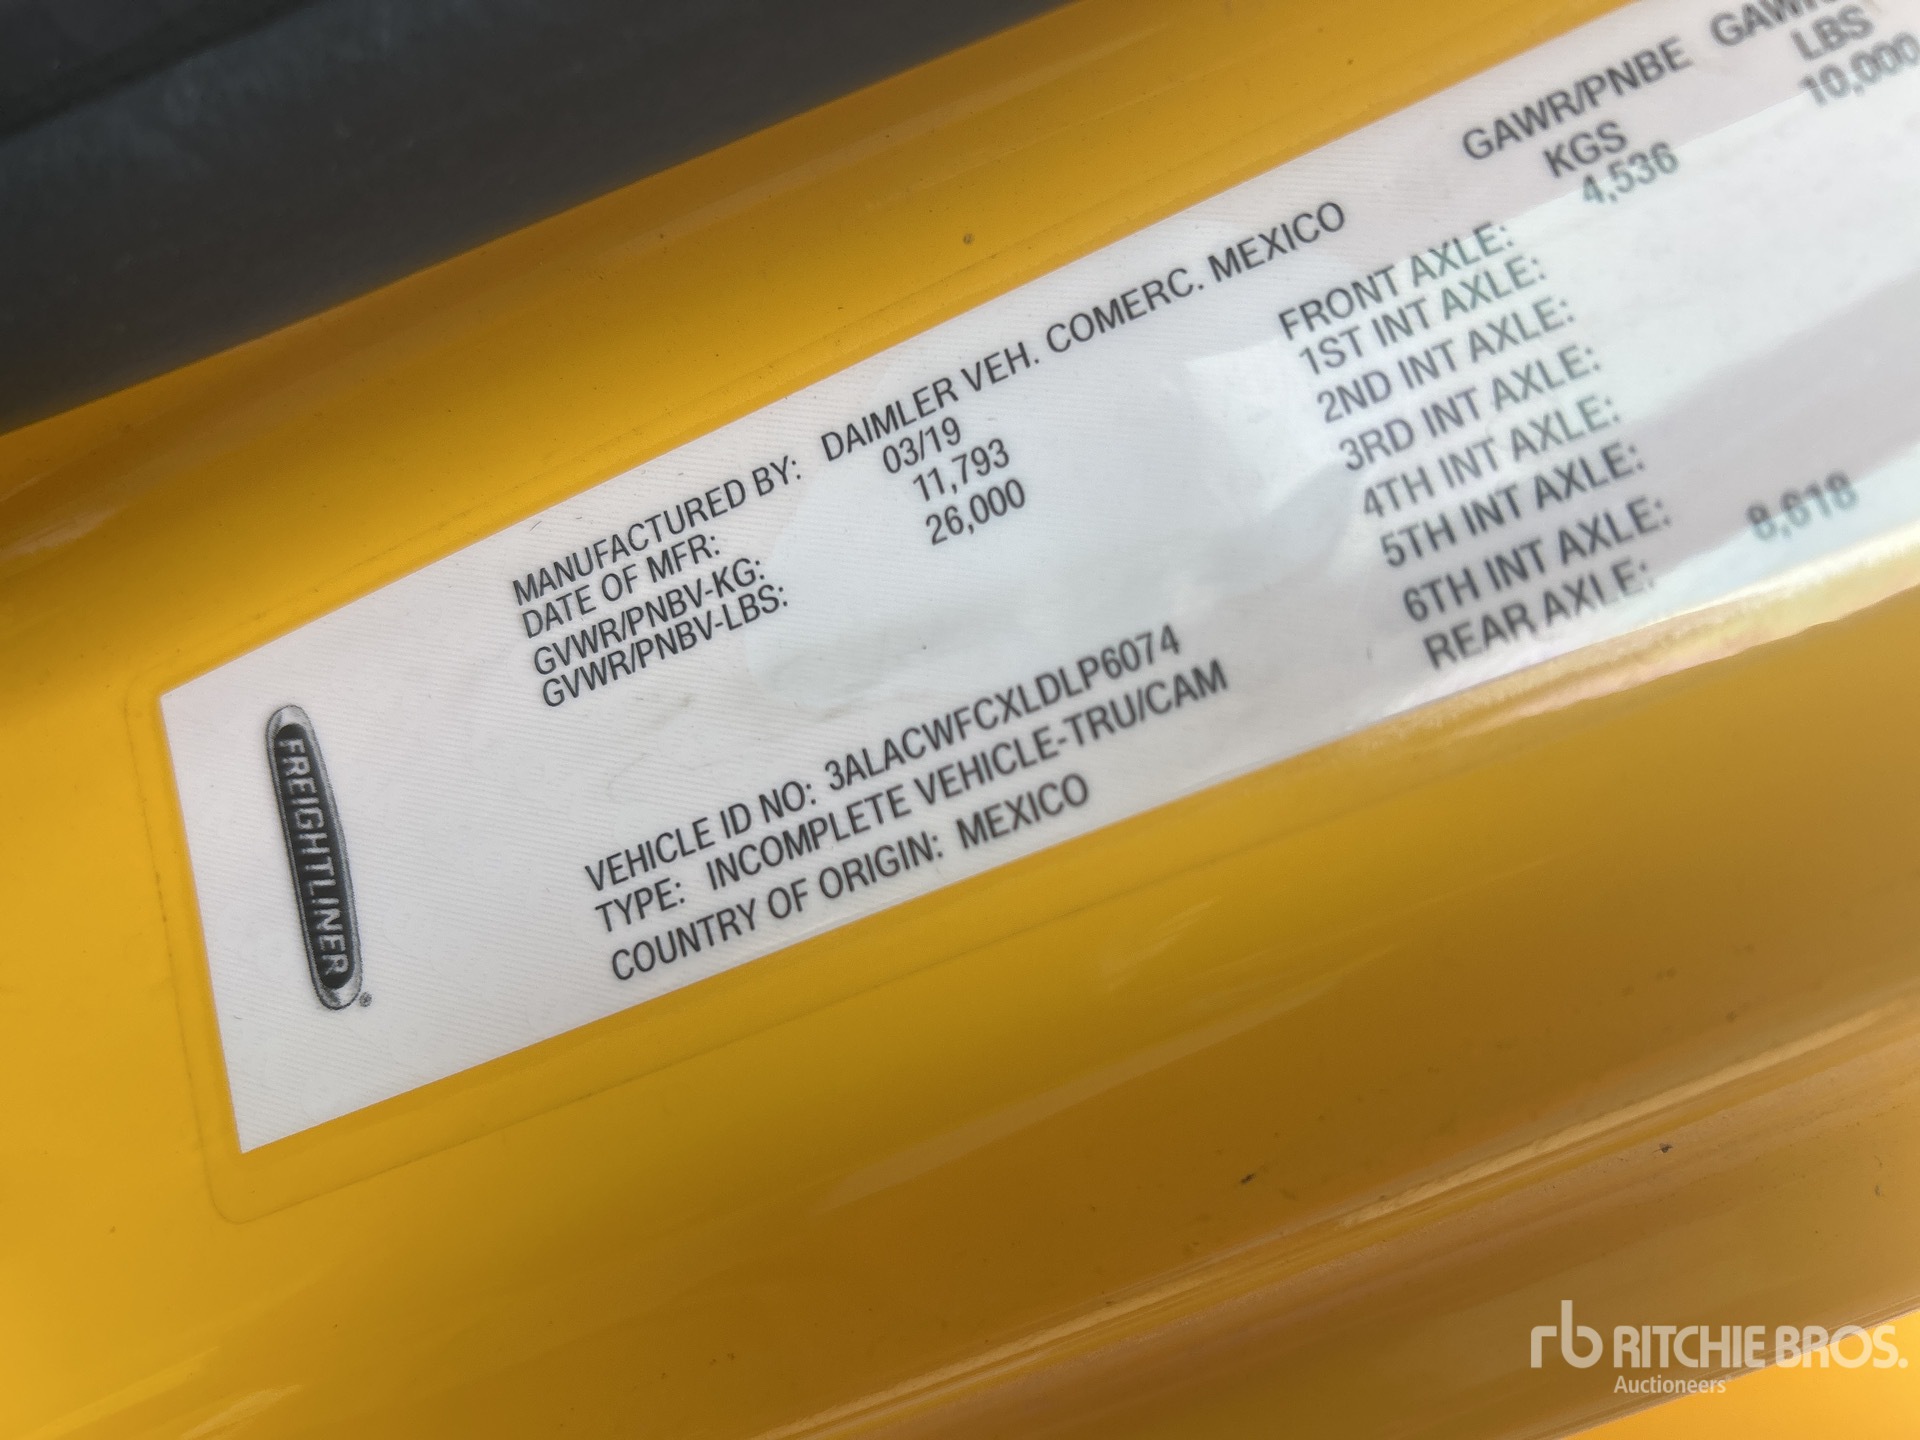 FREIGHTLINER®
MANUFACTURED BY: DAIMLER VEH. COMERC. MEXICO
DATE OF MFR: 03/19
GVWR/PNBV-KG: 11,793
GVWR/PNBV-LBS: 26,000
VEHICLE ID NO: 3ALACWFCXLDLP6074
TYPE: INCOMPLETE VEHICLE-TRU/CAM
COUNTRY OF ORIGIN: MEXICO
GAWR/PNBE
KGS LBS
FRONT AXLE: 4,536 10,000
1ST INT AXLE:
2ND INT AXLE:
3RD INT AXLE:
4TH INT AXLE:
5TH INT AXLE:
6TH INT AXLE:
REAR AXLE: 8,618
rb RITCHIE BROS.
Auctioneers